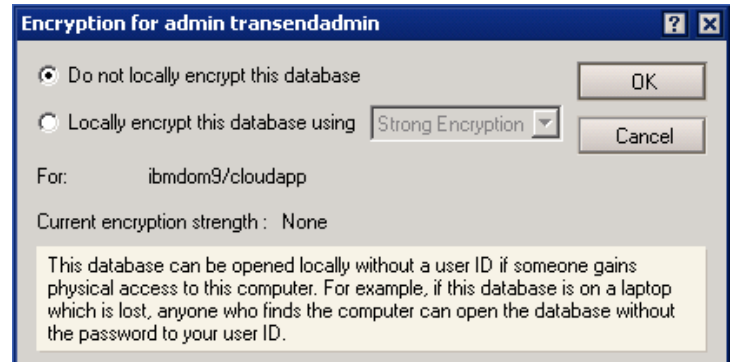 Encryption for admin transendadmin
Do not locally encrypt this database
OK
Locally encrypt this database using Strong Encryption
Cancel
For: ibmdom9/cloudapp
Current encryption strength : None
This database can be opened locally without a user ID if someone gains
physical access to this computer. For example, if this database is on a laptop
which is lost, anyone who finds the computer can open the database without
the password to your user ID.